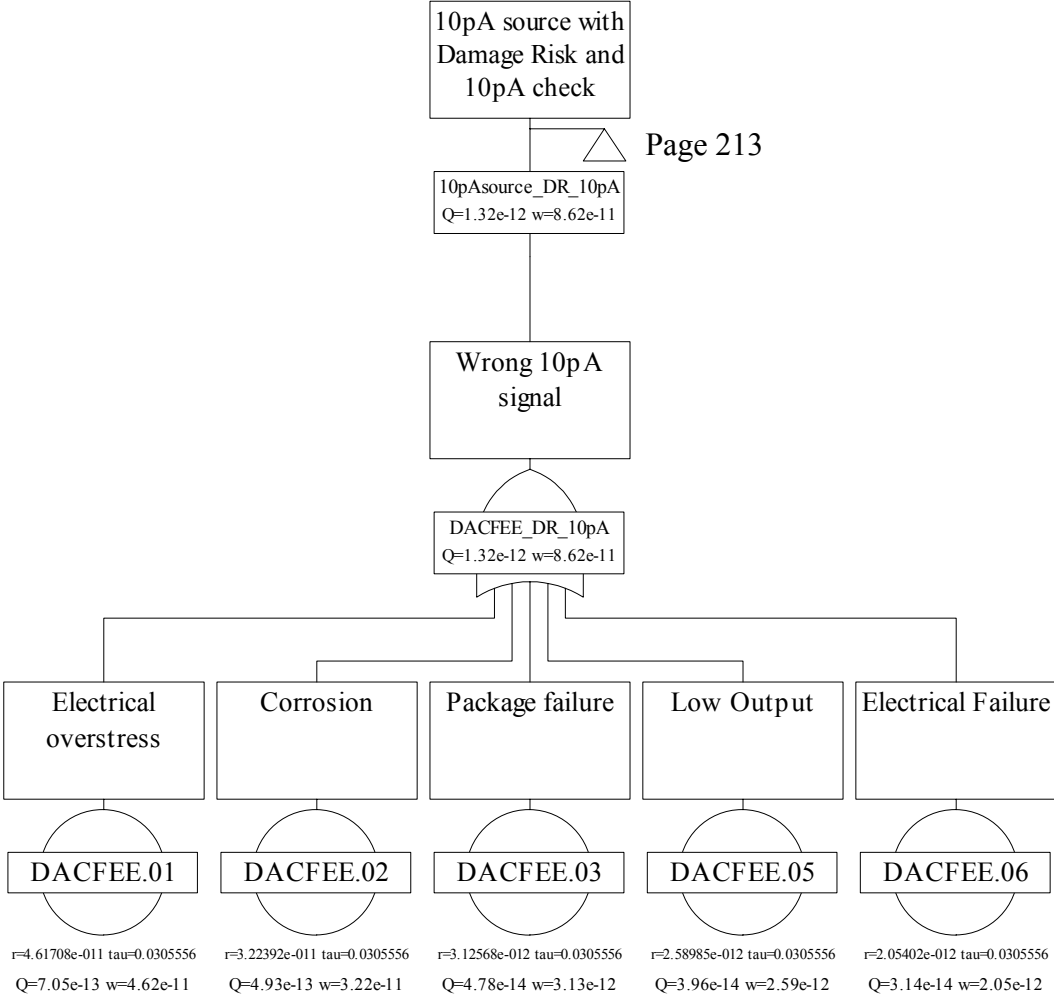 10pA source with
Damage Risk and
10pA check
Page 213
10pAsource_DR_10pA
Q=1.32e-12 w=8.62e-11
Wrong 10pA
signal
DACFEE_DR_10pA
Q=1.32e-12 w=8.62e-11
Electrical
overstress
Corrosion
Package failure
Low Output
Electrical Failure
DACFEE.01
DACFEE.02
DACFEE.03
DACFEE.05
DACFEE.06
r=4.61708e-011 tau=0.0305556
r=3.22392e-011 tau=0.0305556
r=3.12568e-012 tau=0.0305556
r=2.58985e-012 tau=0.0305556
r=2.05402e-012 tau=0.0305556
Q=7.05e-13 w=4.62e-11
Q=4.93e-13 w=3.22e-11
Q=4.78e-14 w=3.13e-12
Q=3.96e-14 w=2.59e-12
Q=3.14e-14 w=2.05e-12